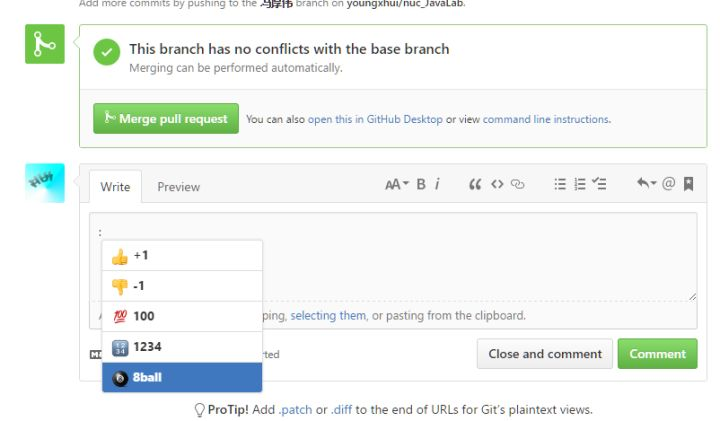 Add more commits by pushing to the 冯厚伟 branch on youngxhui/nuc_JavaLab.
This branch has no conflicts with the base branch
Merging can be performed automatically.
Merge pull request
You can also open this in GitHub Desktop or view command line instructions.
Write
Preview
AA B i
:
+1
-1
100
1234
8ball
ping, selecting them, or pasting from the clipboard.
rted
Close and comment
Comment
ProTip! Add .patch or .diff to the end of URLs for Git's plaintext views.